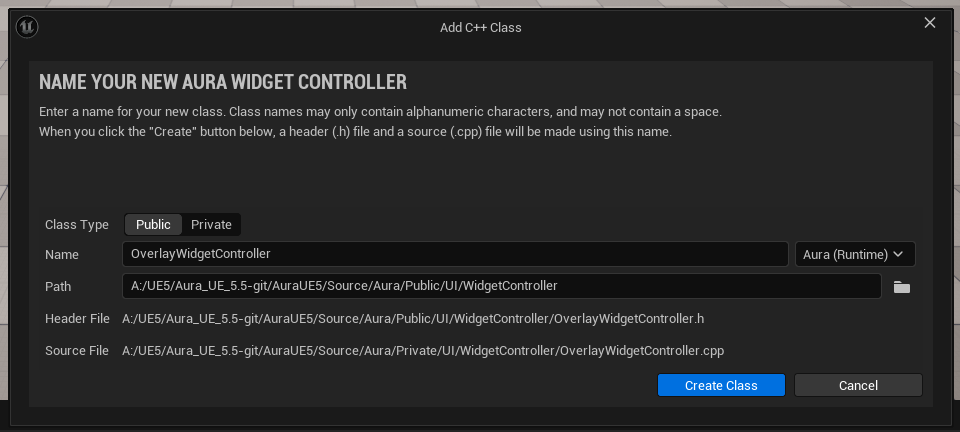 Add C++ Class
NAME YOUR NEW AURA WIDGET CONTROLLER
Enter a name for your new class. Class names may only contain alphanumeric characters, and may not contain a space.
When you click the "Create" button below, a header (.h) file and a source (.cpp) file will be made using this name.
Class Type Public Private
Name OverlayWidgetController Aura (Runtime)
Path A:/UE5/Aura_UE_5.5-git/AuraUE5/Source/Aura/Public/UI/WidgetController
Header File A:/UE5/Aura_UE_5.5-git/AuraUE5/Source/Aura/Public/UI/WidgetController/OverlayWidgetController.h
Source File A:/UE5/Aura_UE_5.5-git/AuraUE5/Source/Aura/Private/UI/WidgetController/OverlayWidgetController.cpp
Create Class Cancel